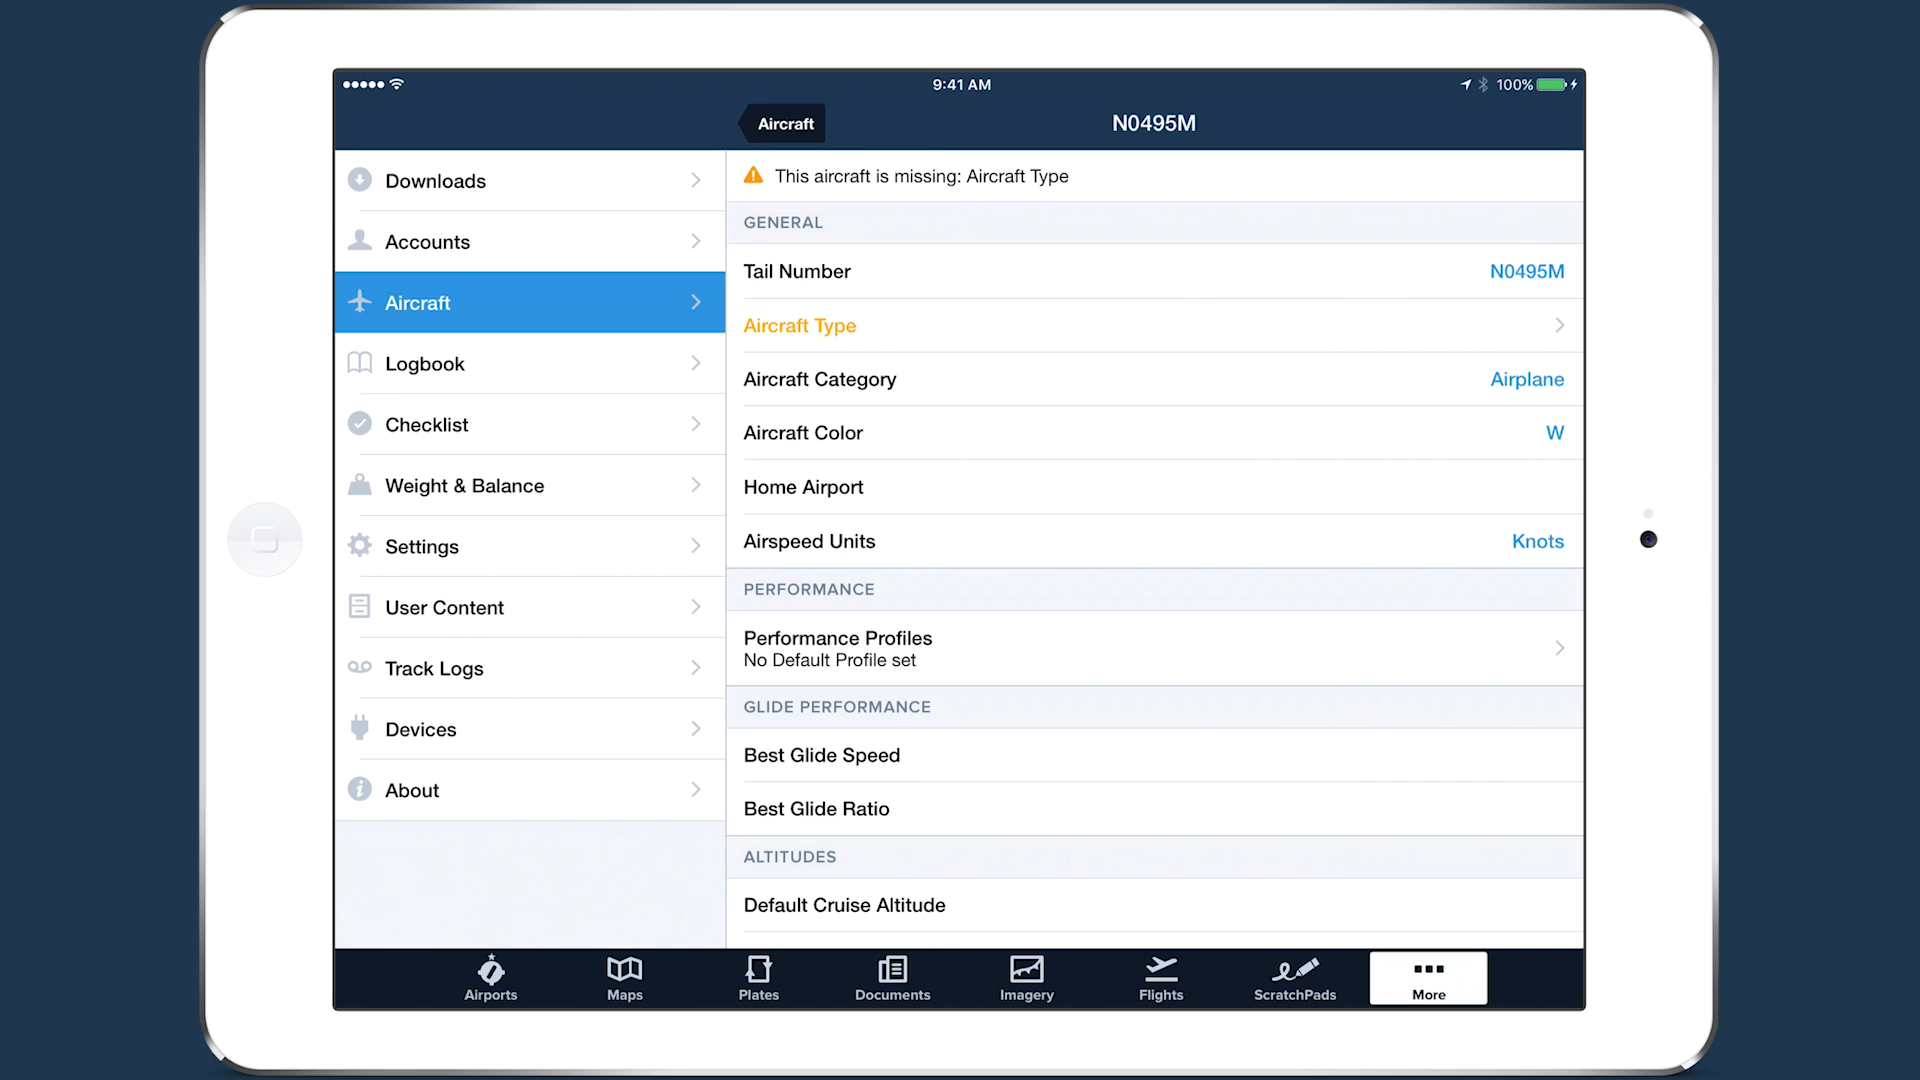 9:41 AM
100%
Aircraft
N0495M
Downloads
Accounts
Aircraft
Logbook
Checklist
Weight & Balance
Settings
User Content
Track Logs
Devices
About
This aircraft is missing: Aircraft Type
GENERAL
Tail Number N0495M
Aircraft Type
Aircraft Category Airplane
Aircraft Color W
Home Airport
Airspeed Units Knots
PERFORMANCE
Performance Profiles
No Default Profile set
GLIDE PERFORMANCE
Best Glide Speed
Best Glide Ratio
ALTITUDES
Default Cruise Altitude
Airports Maps Plates Documents Imagery Flights ScratchPads More